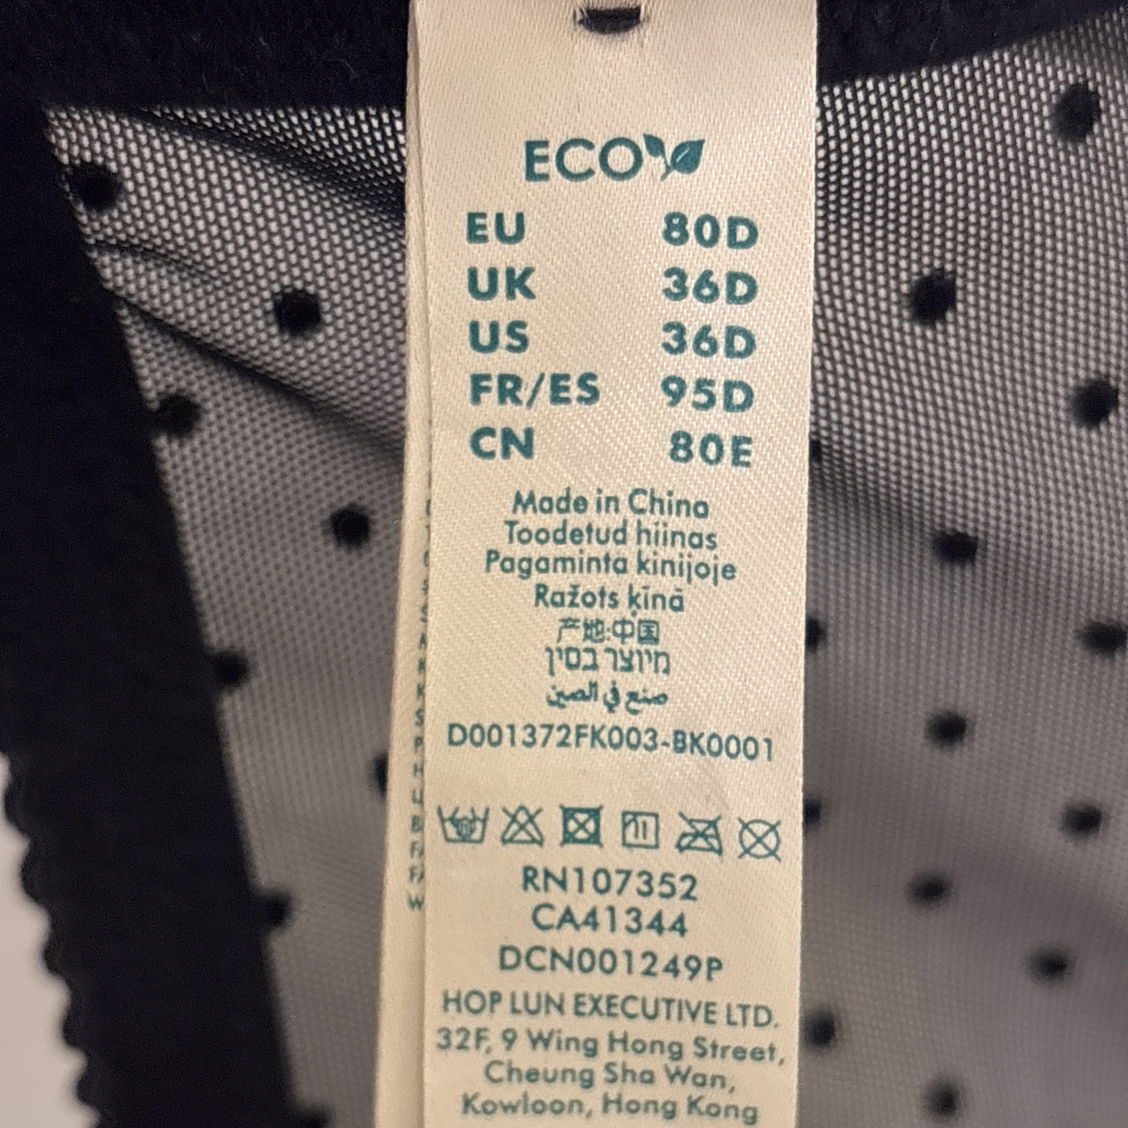 ECO
EU 80D
UK 36D
US 36D
FR/ES 95D
CN 80E
Made in China
Toodetud hiinas
Pagaminta kinijoje
Ražots ķīnā
产地:中国
מיוצר בסין
صنع في الصين
D001372FK003-BK0001
RN107352
CA41344
DCN001249P
HOP LUN EXECUTIVE LTD.
32F, 9 Wing Hong Street,
Cheung Sha Wan,
Kowloon, Hong Kong